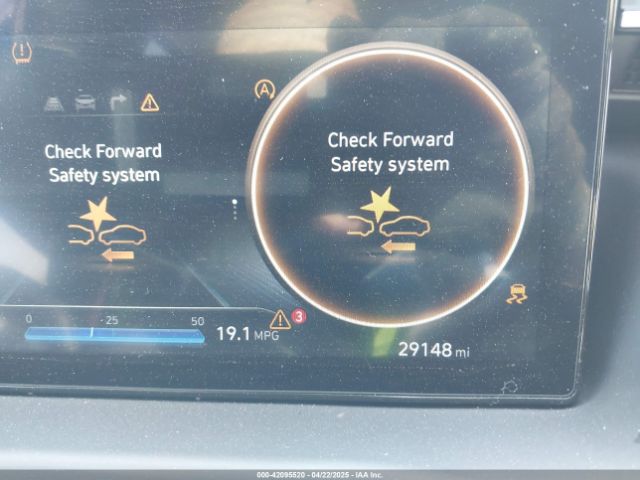 Check Forward
Safety system
Check Forward
Safety system
A
0 25 50
19.1 MPG
3
29148 mi
000-42095520 04/22/2025 IAA Inc.